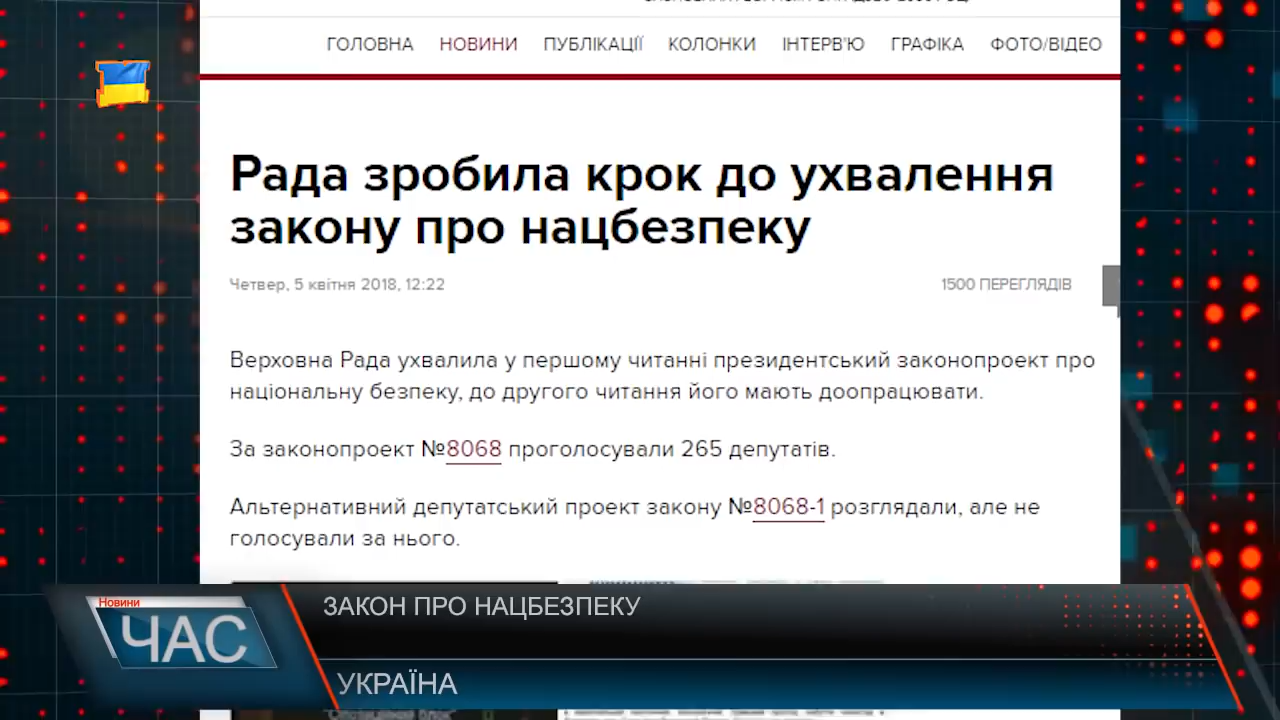 ГОЛОВНА НОВИНИ ПУБЛІКАЦІЇ КОЛОНКИ ІНТЕРВ'Ю ГРАФІКА ФОТО/ВІДЕО
Рада зробила крок до ухвалення
закону про нацбезпеку
Четвер, 5 квітня 2018, 12:22
1500 ПЕРЕГЛЯДІВ
Верховна Рада ухвалила у першому читанні президентський законопроект про
національну безпеку, до другого читання його мають доопрацювати.
За законопроект №8068 проголосували 265 депутатів.
Альтернативний депутатський проект закону №8068-1 розглядали, але не
голосували за нього.
Новини
ЧАС
ЗАКОН ПРО НАЦБЕЗПЕКУ
УКРАЇНА